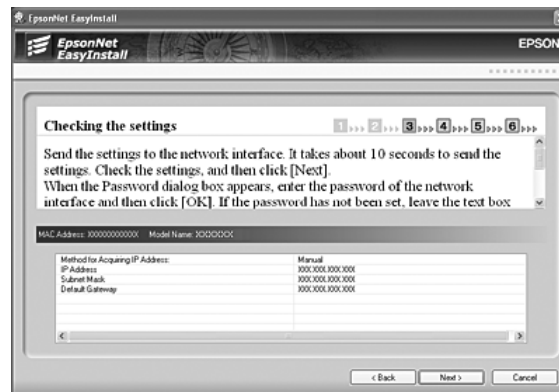 EpsonNet EasyInstall
EpsonNet
EasyInstall
EPSON
Checking the settings
1 2 3 4 5 6
Send the settings to the network interface. It takes about 10 seconds to send the
settings. Check the settings, and then click [Next].
When the Password dialog box appears, enter the password of the network
interface and then click [OK]. If the password has not been set, leave the text box
MAC Address: XXXXXXXXXXXX Model Name: XXXXXXX
Method for Acquiring IP Address: Manual
IP Address XXX.XXX.XXX.XXX
Subnet Mask XXX.XXX.XXX.XXX
Default Gateway XXX.XXX.XXX.XXX
< Back Next > Cancel